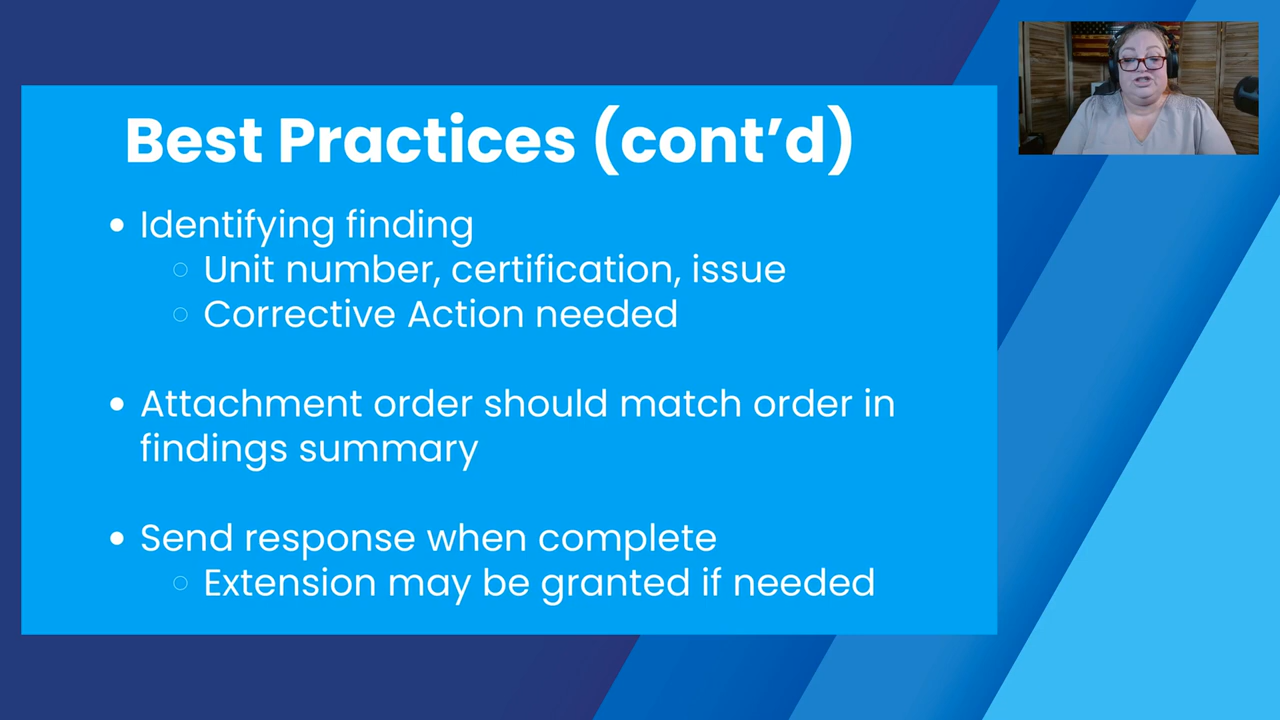 Best Practices (cont’d)
• Identifying finding
○ Unit number, certification, issue
○ Corrective Action needed
• Attachment order should match order in
findings summary
• Send response when complete
○ Extension may be granted if needed